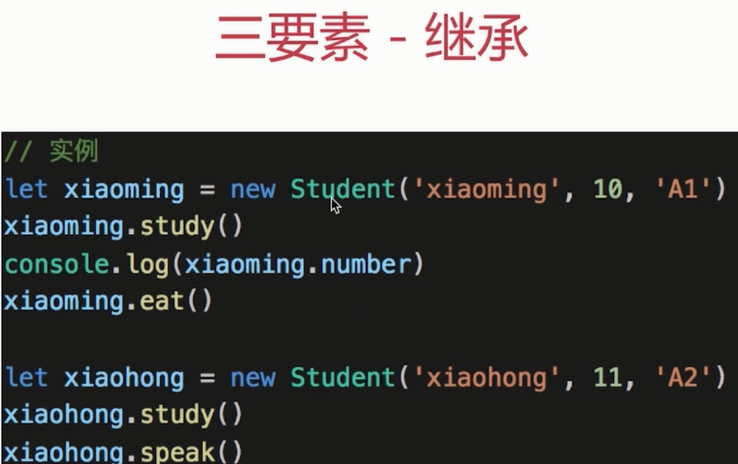 三要素 - 继承
// 实例
let xiaoming = new Student('xiaoming', 10, 'A1')
xiaoming.study()
console.log(xiaoming.number)
xiaoming.eat()
let xiaohong = new Student('xiaohong', 11, 'A2')
xiaohong.study()
xiaohong.speak()